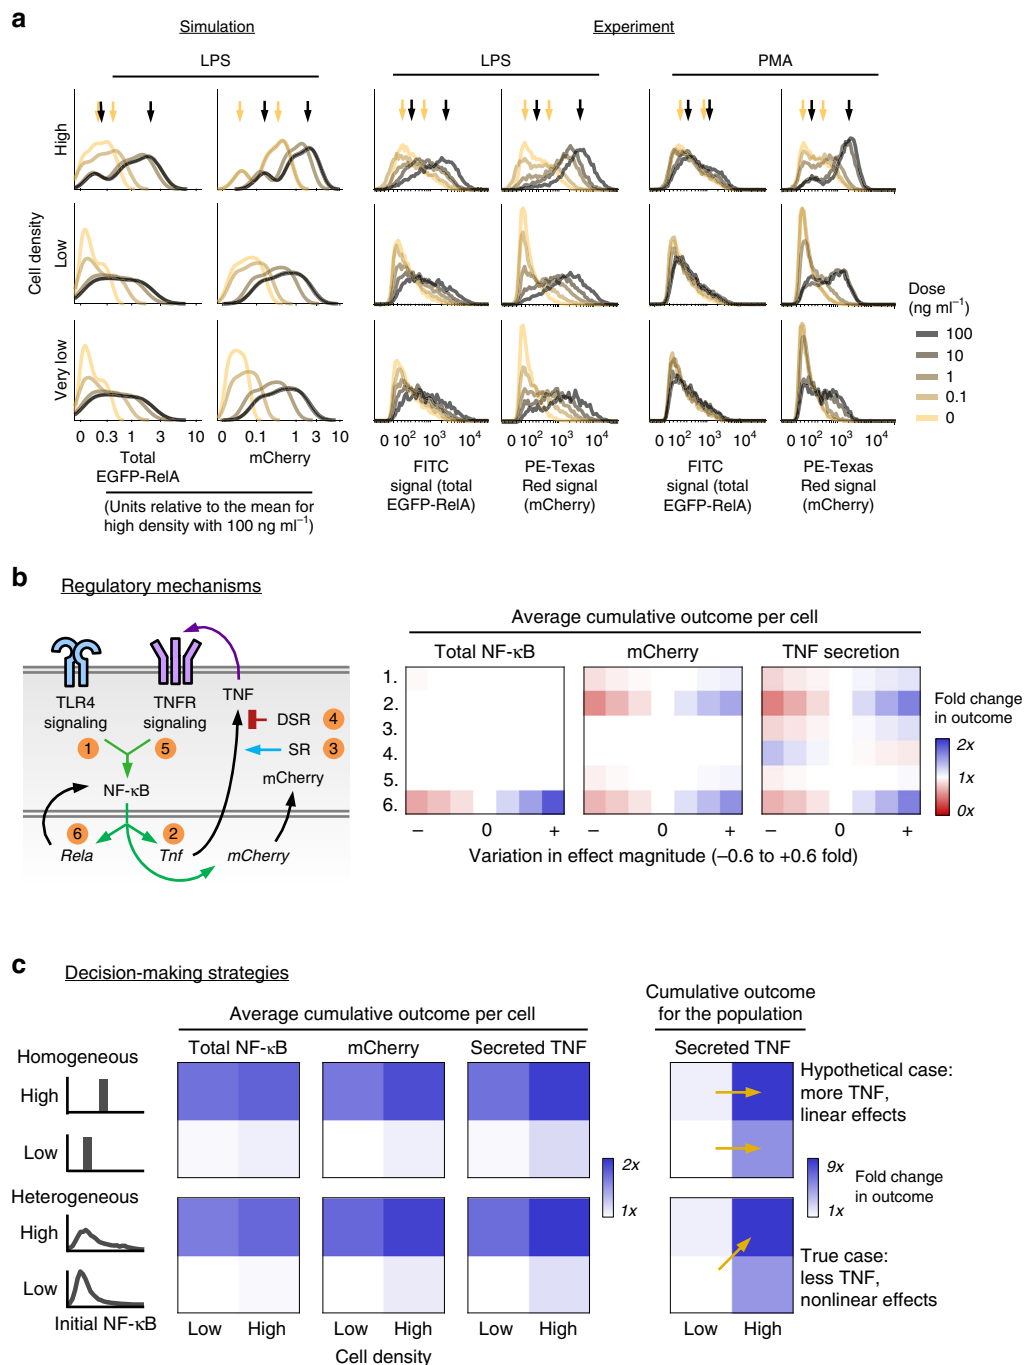 a
Simulation
Experiment
LPS
LPS
PMA
High
Low
Very low
Cell density
Dose
(ng ml⁻¹)
100
10
1
0.1
0
0 0.3 3 10
0 0.1 1 3 10
0 10² 10³ 10⁴
0 10² 10³ 10⁴
0 10² 10³ 10⁴
0 10² 10³ 10⁴
Total
EGFP-RelA
mCherry
(Units relative to the mean for
high density with 100 ng ml⁻¹)
FITC
signal (total
EGFP-RelA)
PE-Texas
Red signal
(mCherry)
FITC
signal (total
EGFP-RelA)
PE-Texas
Red signal
(mCherry)
b
Regulatory mechanisms
TLR4
signaling
TNFR
signaling
TNF
DSR 4
SR 3
1
5
mCherry
NF-κB
6
2
Rela
Tnf
mCherry
Average cumulative outcome per cell
Total NF-κB
mCherry
TNF secretion
1.
2.
3.
4.
5.
6.
− 0 +
− 0 +
− 0 +
Variation in effect magnitude (−0.6 to +0.6 fold)
Fold change
in outcome
2x
1x
0x
c
Decision-making strategies
Average cumulative outcome per cell
Cumulative outcome
for the population
Total NF-κB
mCherry
Secreted TNF
Secreted TNF
Homogeneous
High
Low
Heterogeneous
High
Low
Initial NF-κB
Low High
Low High
Low High
Low High
Cell density
2x
1x
9x
1x
Fold change
in outcome
Hypothetical case:
more TNF,
linear effects
True case:
less TNF,
nonlinear effects